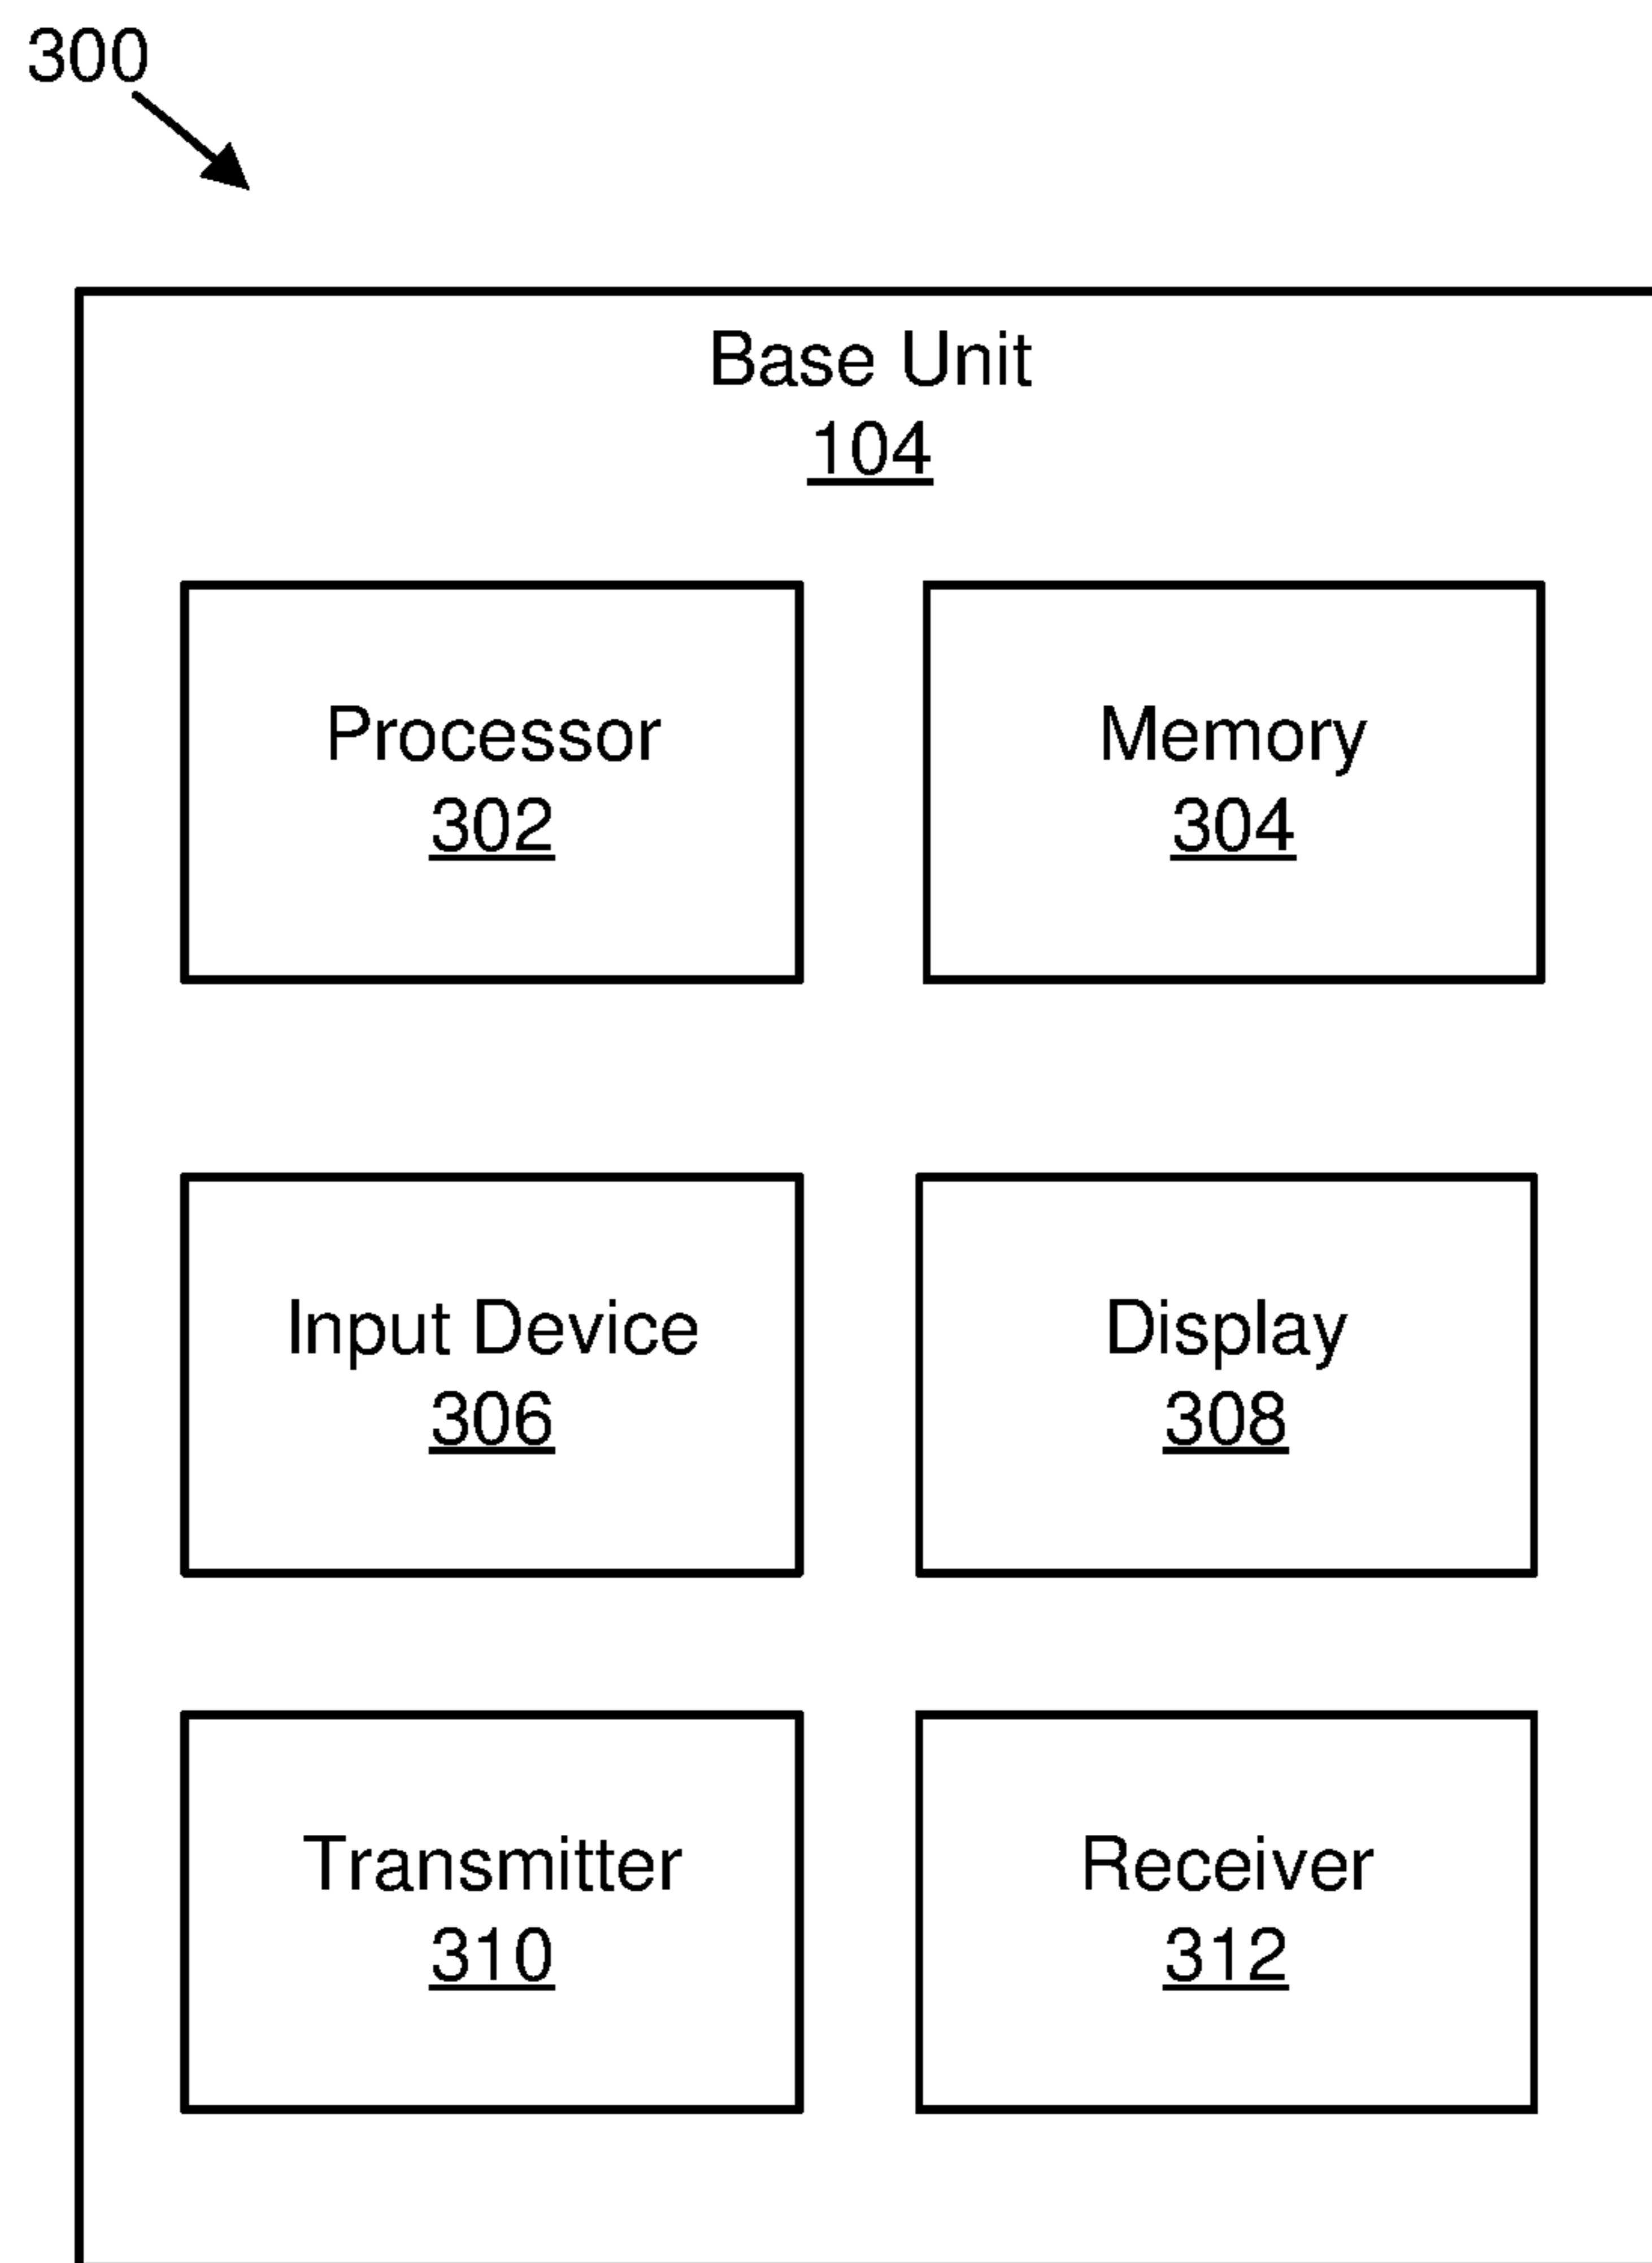 300
Base Unit
104
Processor
302
Memory
304
Input Device
306
Display
308
Transmitter
310
Receiver
312